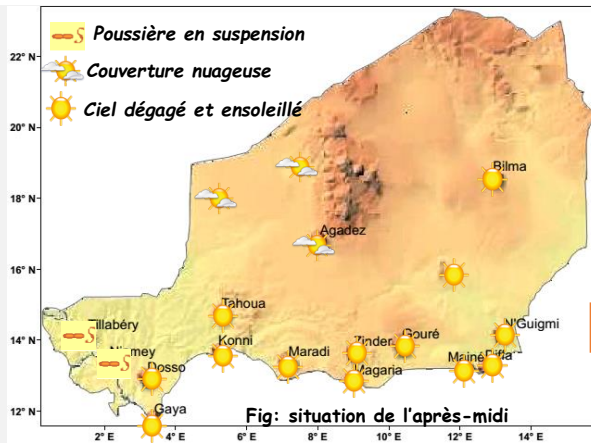 Poussière en suspension
Couverture nuageuse
Ciel dégagé et ensoleillé
22° N
20° N
18° N
16° N
14° N
12° N
Bilma
Agadez
Tahoua
Tillabéry
N'Guigmi
Konni
Zinder
Gouré
Maradi
Mainé
Diffa
Dosso
Magaria
Gaya
Fig: situation de l'après-midi
2° E
4° E
6° E
8° E
10° E
12° E
14° E